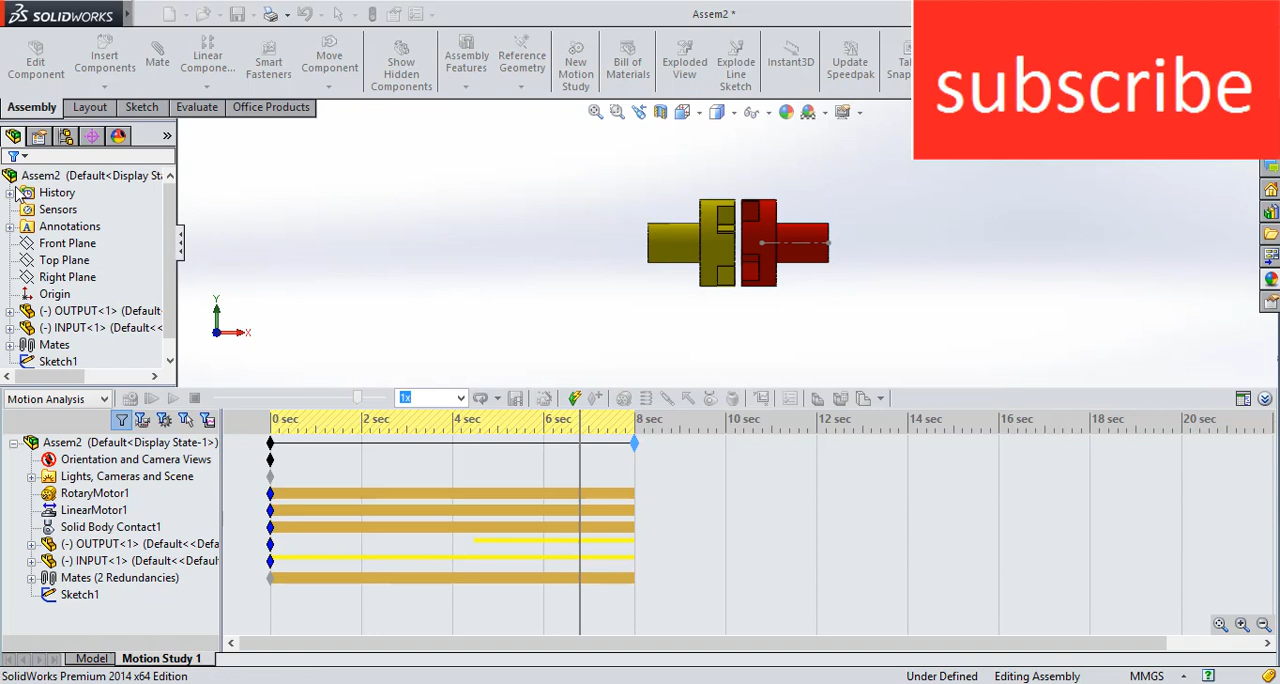 SOLIDWORKS
Assem2 *
subscribe
Edit Component
Insert Components
Mate
Linear Compone...
Smart Fasteners
Move Component
Show Hidden Components
Assembly Features
Reference Geometry
New Motion Study
Bill of Materials
Exploded View
Explode Line Sketch
Instant3D
Update Speedpak
Assembly
Layout
Sketch
Evaluate
Office Products
Assem2 (Default<Display Sta
History
Sensors
A Annotations
Front Plane
Top Plane
Right Plane
Origin
(-) OUTPUT<1> (Default
(-) INPUT<1> (Default<<
Mates
Sketch1
Y
X
Motion Analysis
1x
0 sec 2 sec 4 sec 6 sec 8 sec 10 sec 12 sec 14 sec 16 sec 18 sec 20 sec
Assem2 (Default<Display State-1>)
Orientation and Camera Views
Lights, Cameras and Scene
RotaryMotor1
LinearMotor1
Solid Body Contact1
(-) OUTPUT<1> (Default<<Defa
(-) INPUT<1> (Default<<Defaul
Mates (2 Redundancies)
Sketch1
Model
Motion Study 1
SolidWorks Premium 2014 x64 Edition
Under Defined
Editing Assembly
MMGS